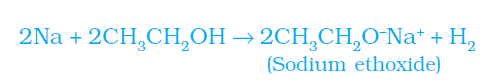 2Na + 2CH₃CH₂OH → 2CH₃CH₂O⁻Na⁺ + H₂
(Sodium ethoxide)